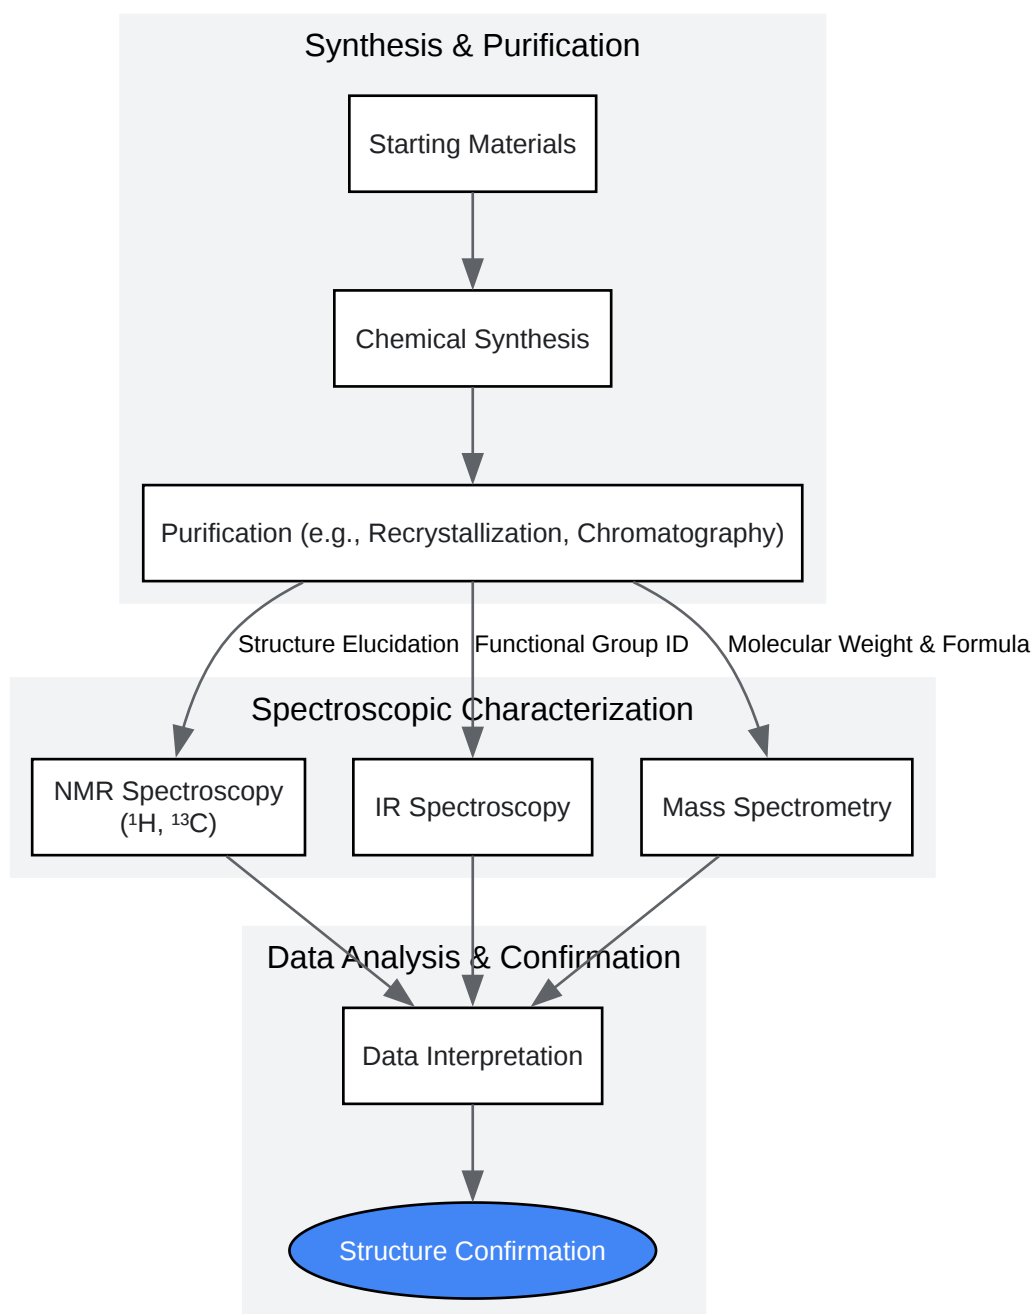 Synthesis & Purification
Starting Materials
Chemical Synthesis
Purification (e.g., Recrystallization, Chromatography)
Structure Elucidation
Functional Group ID
Molecular Weight & Formula
Spectroscopic Characterization
NMR Spectroscopy
(¹H, ¹³C)
IR Spectroscopy
Mass Spectrometry
Data Analysis & Confirmation
Data Interpretation
Structure Confirmation